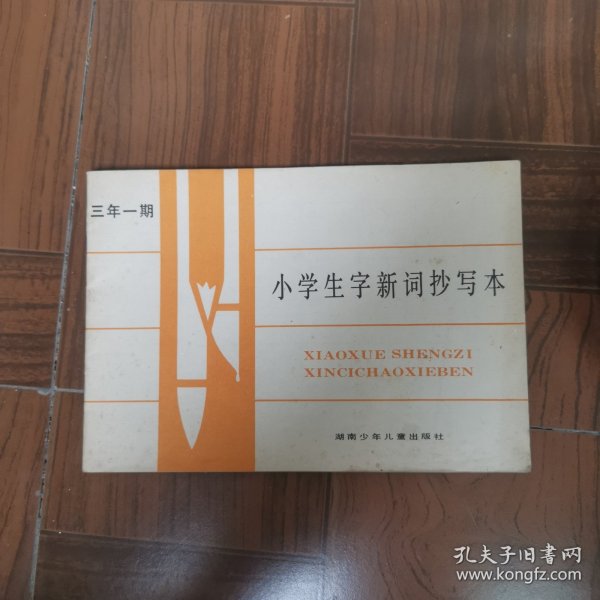 三年一期
小学生字新词抄写本
XIAOXUE SHENGZI
XINCICHAOXIEBEN
湖南少年儿童出版社
孔夫子旧书网
www.kongfz.com